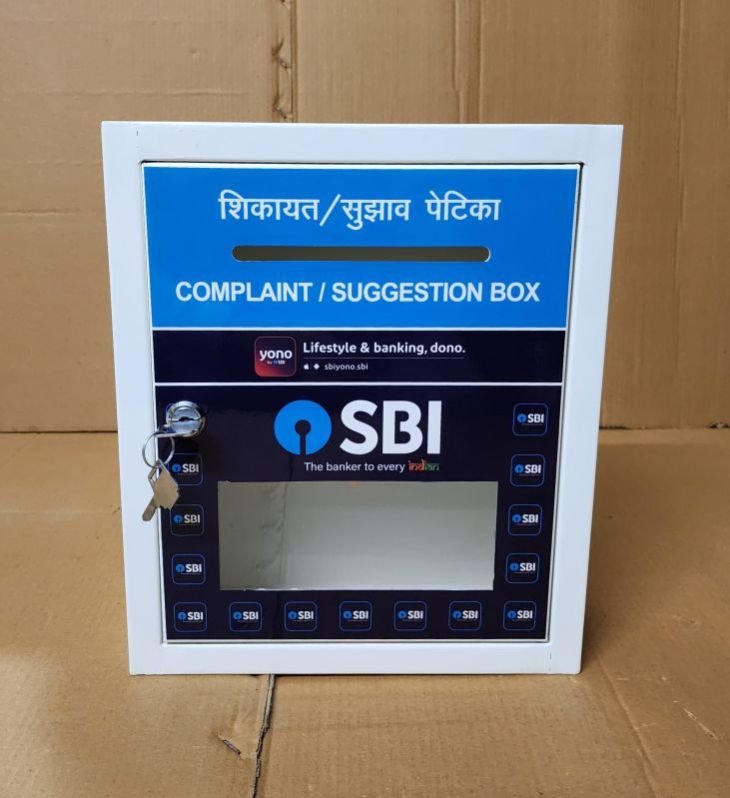 शिकायत/सुझाव पेटिका
COMPLAINT / SUGGESTION BOX
yono
by SBI
Lifestyle & banking, dono.
sbiyono.sbi
SBI
The banker to every indian
SBI
SBI
SBI
SBI
SBI
SBI
SBI
SBI
SBI
SBI
SBI
SBI
SBI
SBI